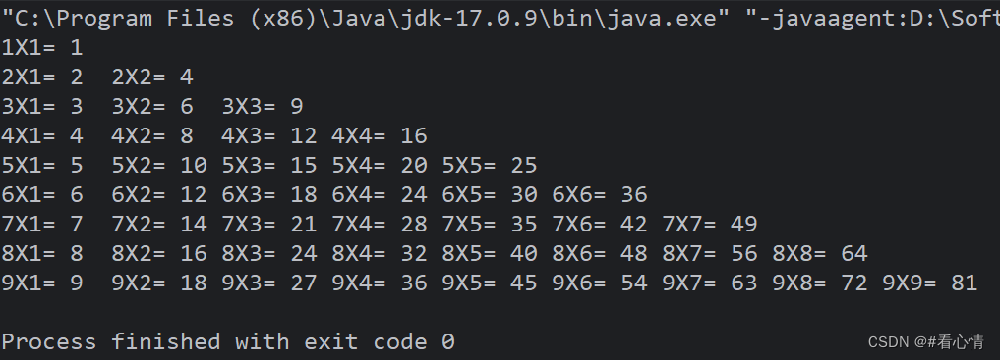 "C:\Program Files (x86)\Java\jdk-17.0.9\bin\java.exe" "-javaagent:D:\Soft
1X1= 1
2X1= 2  2X2= 4
3X1= 3  3X2= 6  3X3= 9
4X1= 4  4X2= 8  4X3= 12 4X4= 16
5X1= 5  5X2= 10 5X3= 15 5X4= 20 5X5= 25
6X1= 6  6X2= 12 6X3= 18 6X4= 24 6X5= 30 6X6= 36
7X1= 7  7X2= 14 7X3= 21 7X4= 28 7X5= 35 7X6= 42 7X7= 49
8X1= 8  8X2= 16 8X3= 24 8X4= 32 8X5= 40 8X6= 48 8X7= 56 8X8= 64
9X1= 9  9X2= 18 9X3= 27 9X4= 36 9X5= 45 9X6= 54 9X7= 63 9X8= 72 9X9= 81
Process finished with exit code 0
CSDN @#看心情